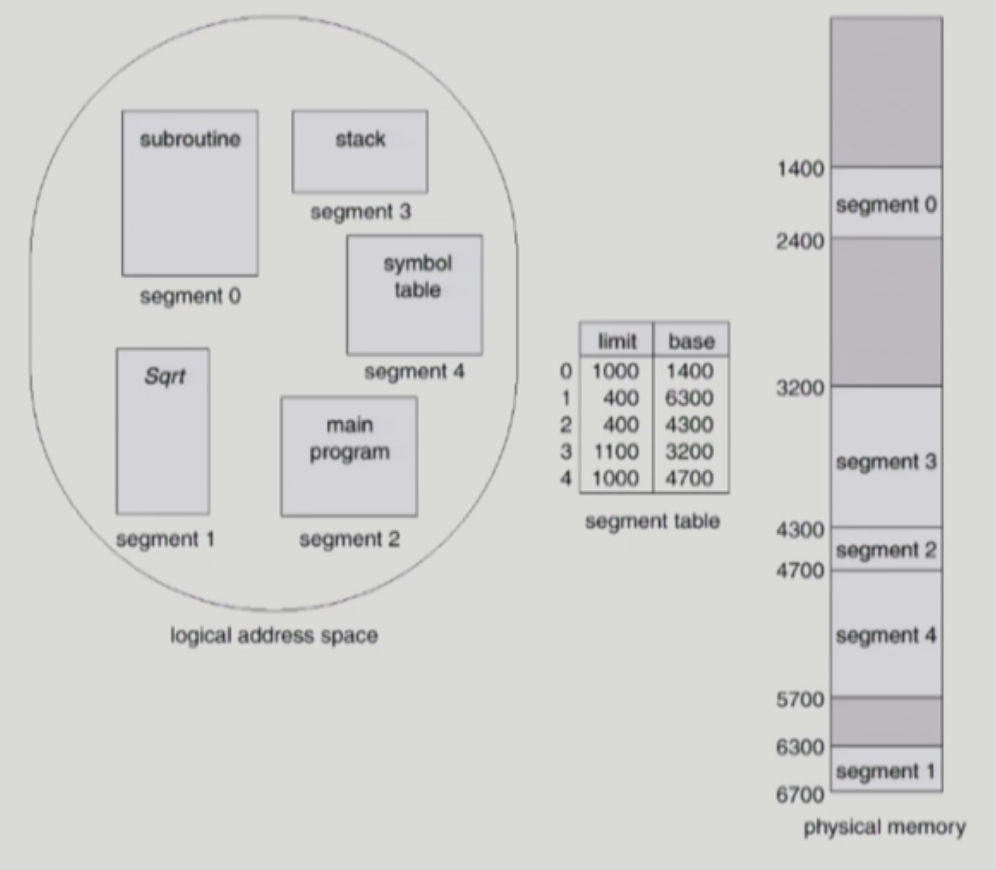 subroutine
segment 0
stack
segment 3
symbol
table
segment 4
Sqrt
segment 1
main
program
segment 2
logical address space
limit base
0 1000 1400
1 400 6300
2 400 4300
3 1100 3200
4 1000 4700
segment table
1400
segment 0
2400
3200
segment 3
4300
segment 2
4700
segment 4
5700
6300
segment 1
6700
physical memory